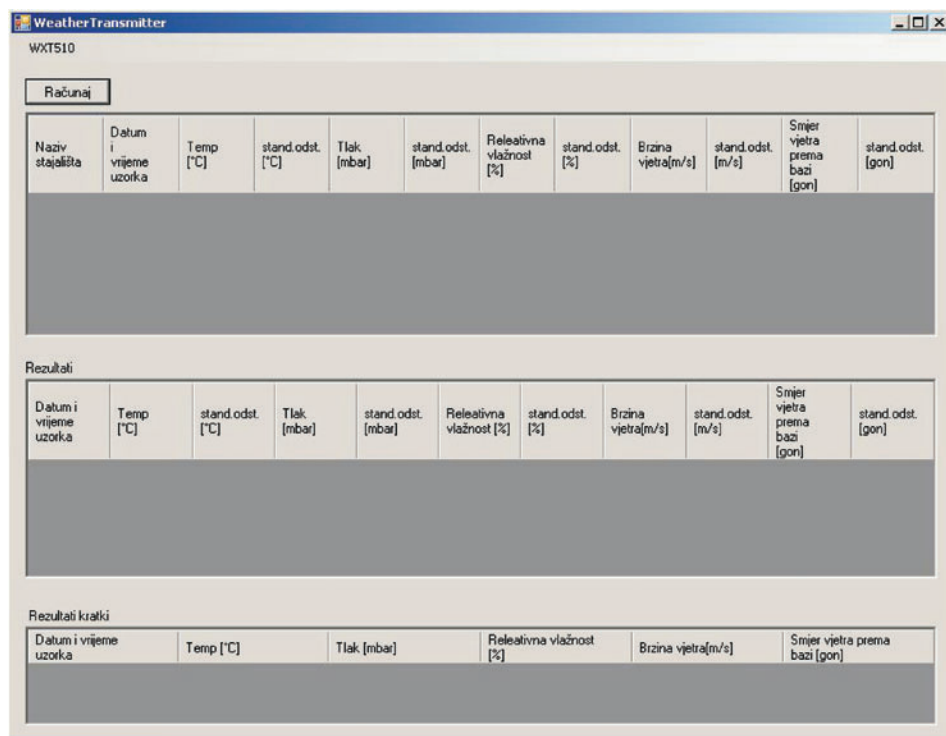 WeatherTransmitter
WXT510
Računaj
Naziv
stajališta
Datum
i
vrijeme
uzorka
Temp
[°C]
stand.odst.
[°C]
Tlak
[mbar]
stand.odst.
[mbar]
Releativna
vlažnost
[%]
stand.odst.
[%]
Brzina
vjetra(m/s]
stand.odst.
[m/s]
Smjer
vjetra
prema
bazi
[gon]
stand.odst.
[gon]
Rezultati
Datum i
vrijeme
uzorka
Temp
[°C]
stand.odst.
[°C]
Tlak
[mbar]
stand.odst.
[mbar]
Releativna
vlažnost [%]
stand.odst.
[%]
Brzina
vjetra(m/s]
stand.odst.
[m/s]
Smjer
vjetra
prema
bazi
[gon]
stand.odst.
[gon]
Rezultati kratki
Datum i vrijeme
uzorka
Temp [°C]
Tlak [mbar]
Releativna vlažnost
[%]
Brzina vjetra[m/s]
Smjer vjetra prema
bazi [gon]